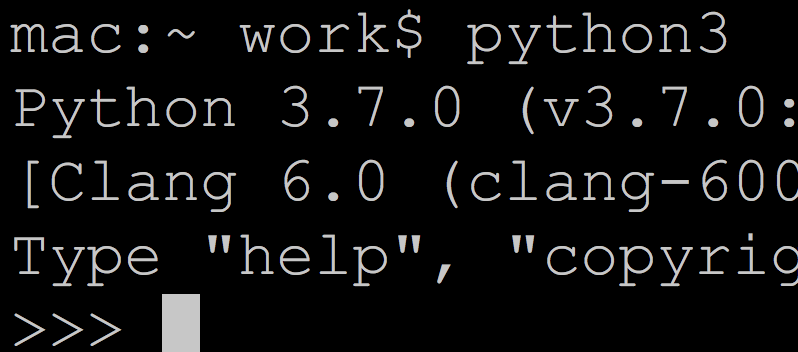 mac:~ work$ python3
Python 3.7.0 (v3.7.0:
[Clang 6.0 (clang-600
Type "help", "copyrig
>>>